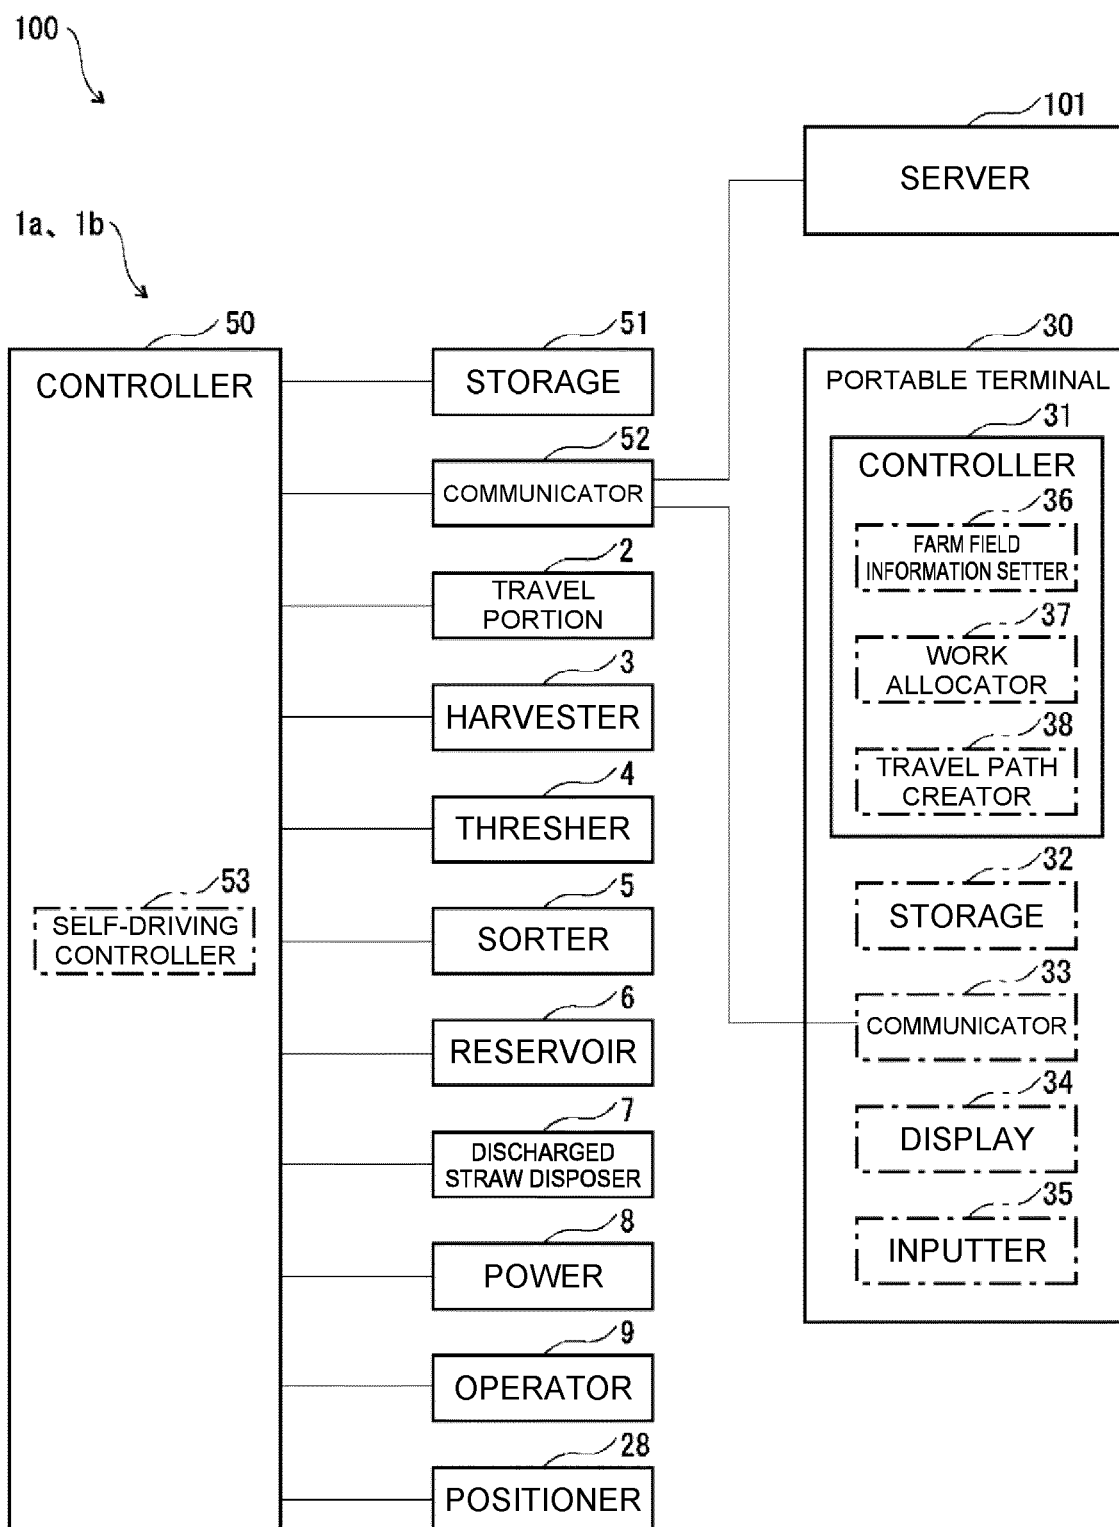 100
101
SERVER
1a、1b
50
CONTROLLER
53
SELF-DRIVING
CONTROLLER
51
STORAGE
52
COMMUNICATOR
2
TRAVEL
PORTION
3
HARVESTER
4
THRESHER
5
SORTER
6
RESERVOIR
7
DISCHARGED
STRAW DISPOSER
8
POWER
9
OPERATOR
28
POSITIONER
30
PORTABLE TERMINAL
31
CONTROLLER
36
FARM FIELD
INFORMATION SETTER
37
WORK
ALLOCATOR
38
TRAVEL PATH
CREATOR
32
STORAGE
33
COMMUNICATOR
34
DISPLAY
35
INPUTTER